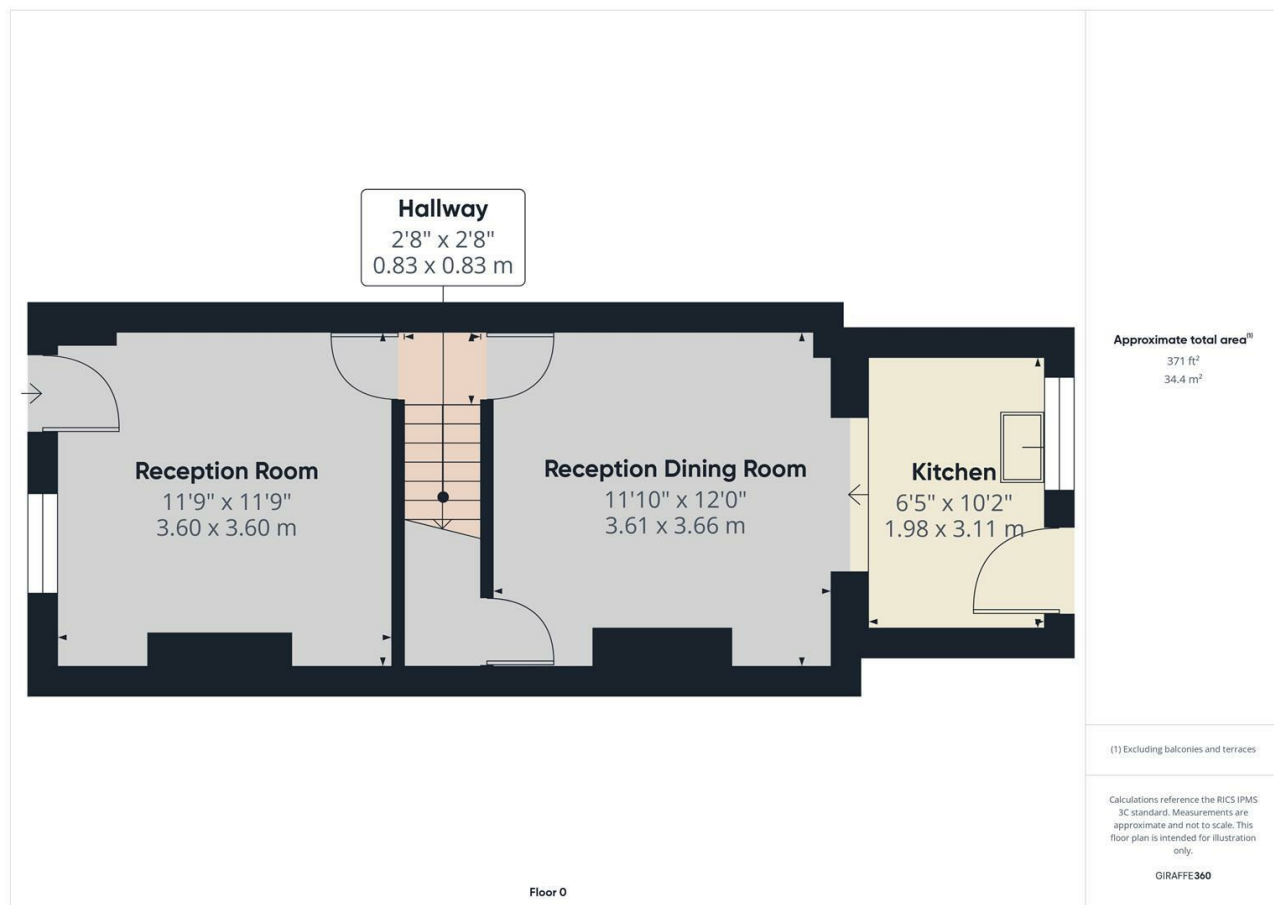 Hallway
2'8" x 2'8"
0.83 x 0.83 m
Reception Room
11'9" x 11'9"
3.60 x 3.60 m
Reception Dining Room
11'10" x 12'0"
3.61 x 3.66 m
Kitchen
6'5" x 10'2"
1.98 x 3.11 m
Floor 0
Approximate total area(1)
371 ft²
34.4 m²
(1) Excluding balconies and terraces
Calculations reference the RICS IPMS
3C standard. Measurements are
approximate and not to scale. This
floor plan is intended for illustration
only.
GIRAFFE360